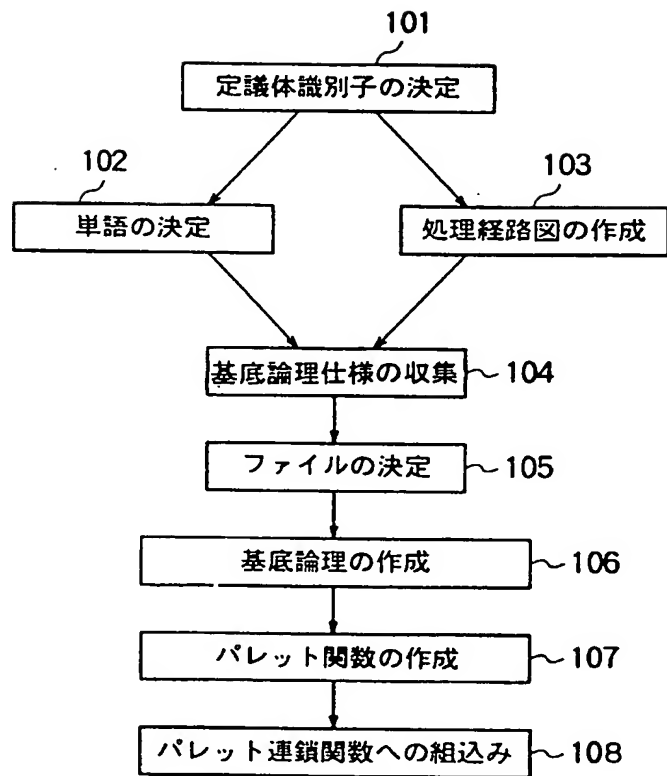 101
定議体識別子の決定
102
単語の決定
103
処理経路図の作成
基底論理仕様の収集
104
ファイルの決定
105
基底論理の作成
106
パレット関数の作成
107
パレット連鎖関数への組込み
108